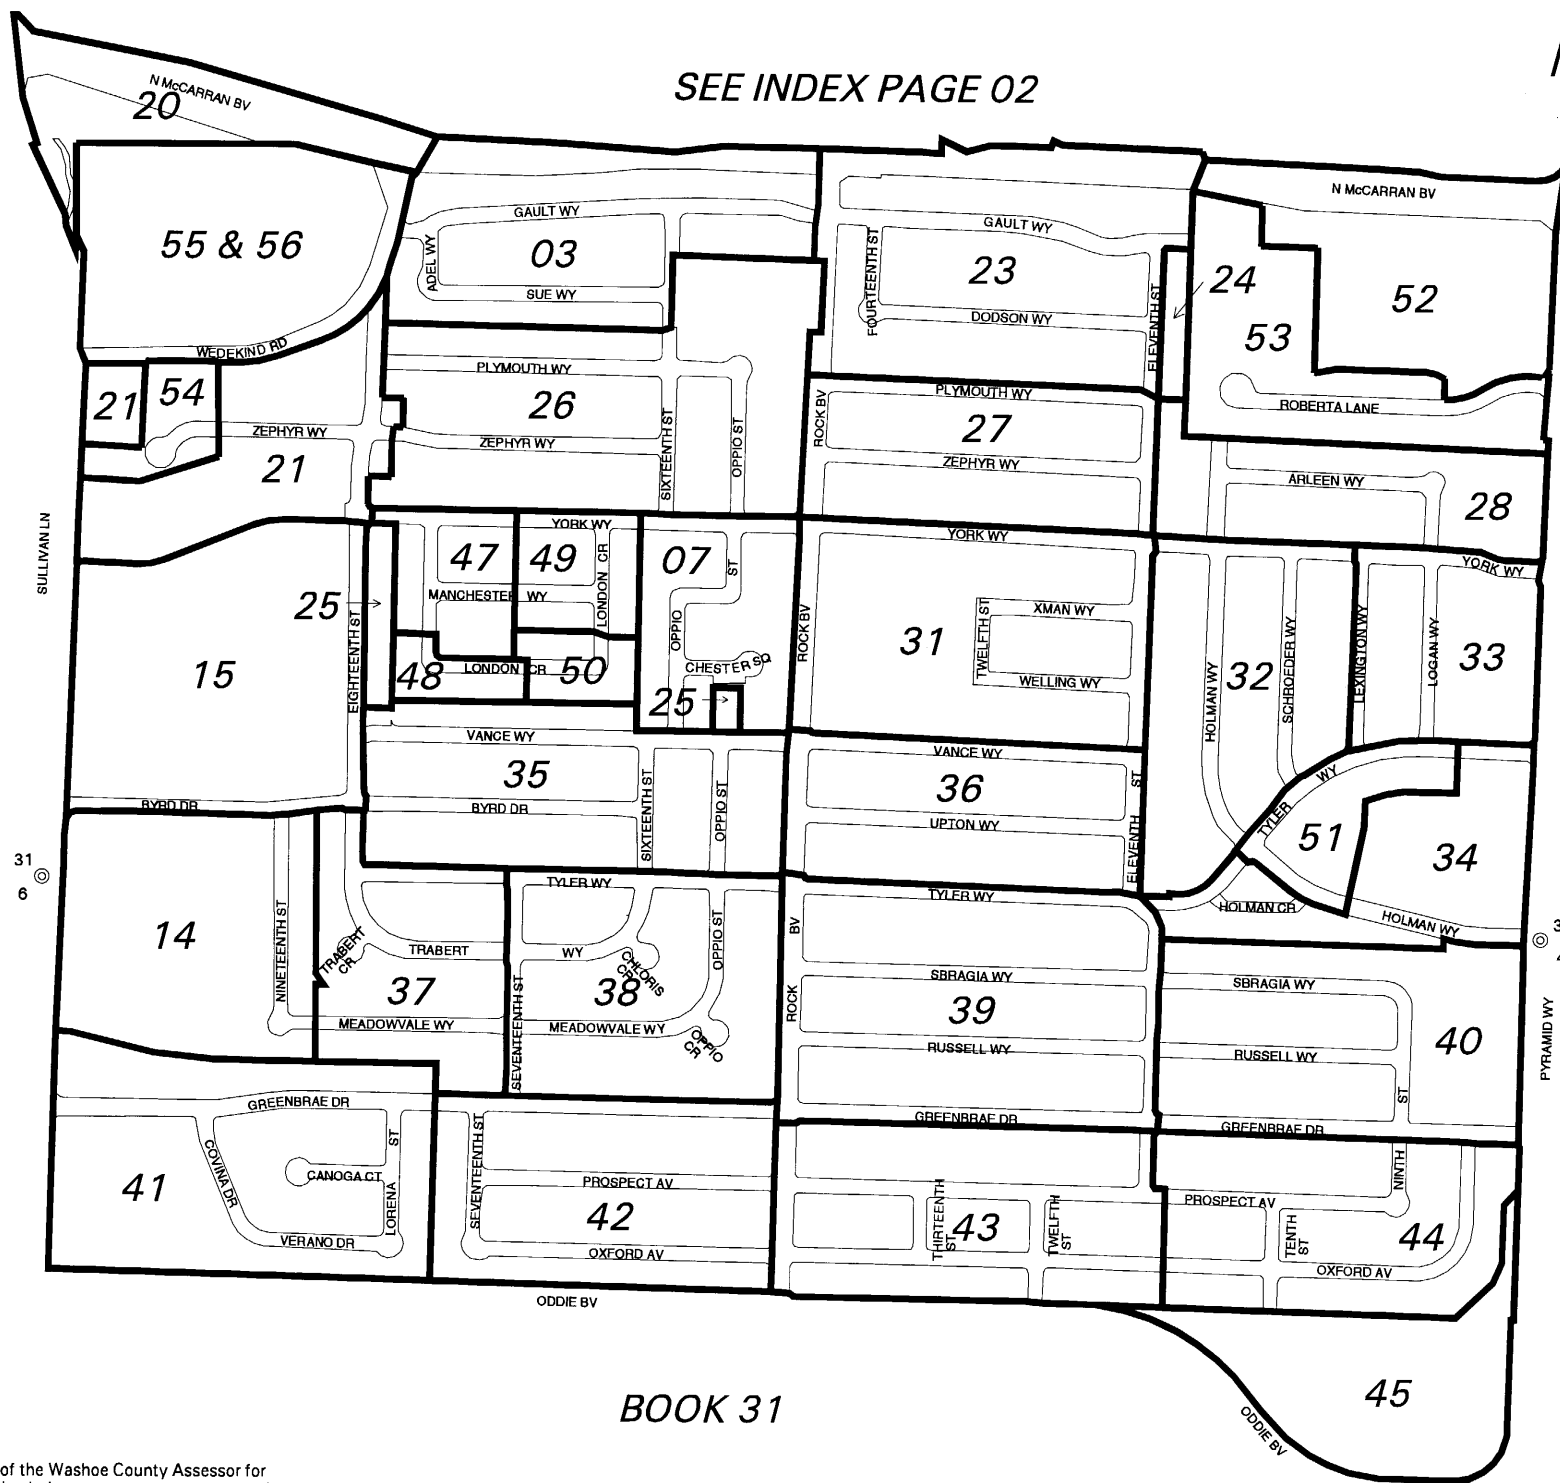 SEE INDEX PAGE 02
N McCARRAN BV
20
N McCARRAN BV
55 & 56
GAULT WY
ADEL WY
03
SUE WY
GAULT WY
FOURTEENTH ST
23
DODSON WY
ELEVENTH ST
24
53
52
WEDEKIND RD
21
54
ZEPHYR WY
21
PLYMOUTH WY
26
ZEPHYR WY
SIXTEENTH ST
OPPIO ST
ROCK BV
PLYMOUTH WY
27
ZEPHYR WY
ROBERTA LANE
ARLEEN WY
28
SULLIVAN LN
15
25
EIGHTEENTH ST
47
YORK WY
49
LONDON CR
MANCHESTER WY
48
LONDON CR
50
07
ST
OPPIO
CHESTER SQ
25
ROCK BV
YORK WY
31
XMAN WY
TWELFTH ST
WELLING WY
32
HOLMAN WY
SCHROEDER WY
LEXINGTON WY
YORK WY
LOGAN WY
33
BYRD DR
VANCE WY
35
BYRD DR
SIXTEENTH ST
OPPIO ST
VANCE WY
36
UPTON WY
ST
ELEVENTH
TYLER
WY
51
34
31
6
14
NINETEENTH ST
TRABERT
CR
TRABERT
37
MEADOWVALE WY
SEVENTEENTH ST
TYLER WY
WY
CHLORIS
CR
38
MEADOWVALE WY
OPPIO ST
OPPIO
CR
BV
ROCK
TYLER WY
SBRAGIA WY
39
RUSSELL WY
GREENBRAE DR
HOLMAN CR
HOLMAN WY
SBRAGIA WY
40
RUSSELL WY
ST
GREENBRAE DR
PYRAMID WY
GREENBRAE DR
COVINA DR
41
CANOGA CT
ST
LORENA
VERANO DR
SEVENTEENTH ST
PROSPECT AV
42
OXFORD AV
ODDIE BV
THIRTEENTH
ST
43
TWELFTH
ST
PROSPECT AV
NINTH
TENTH
ST
44
OXFORD AV
45
ODDIE BV
BOOK 31
of the Washoe County Assessor for